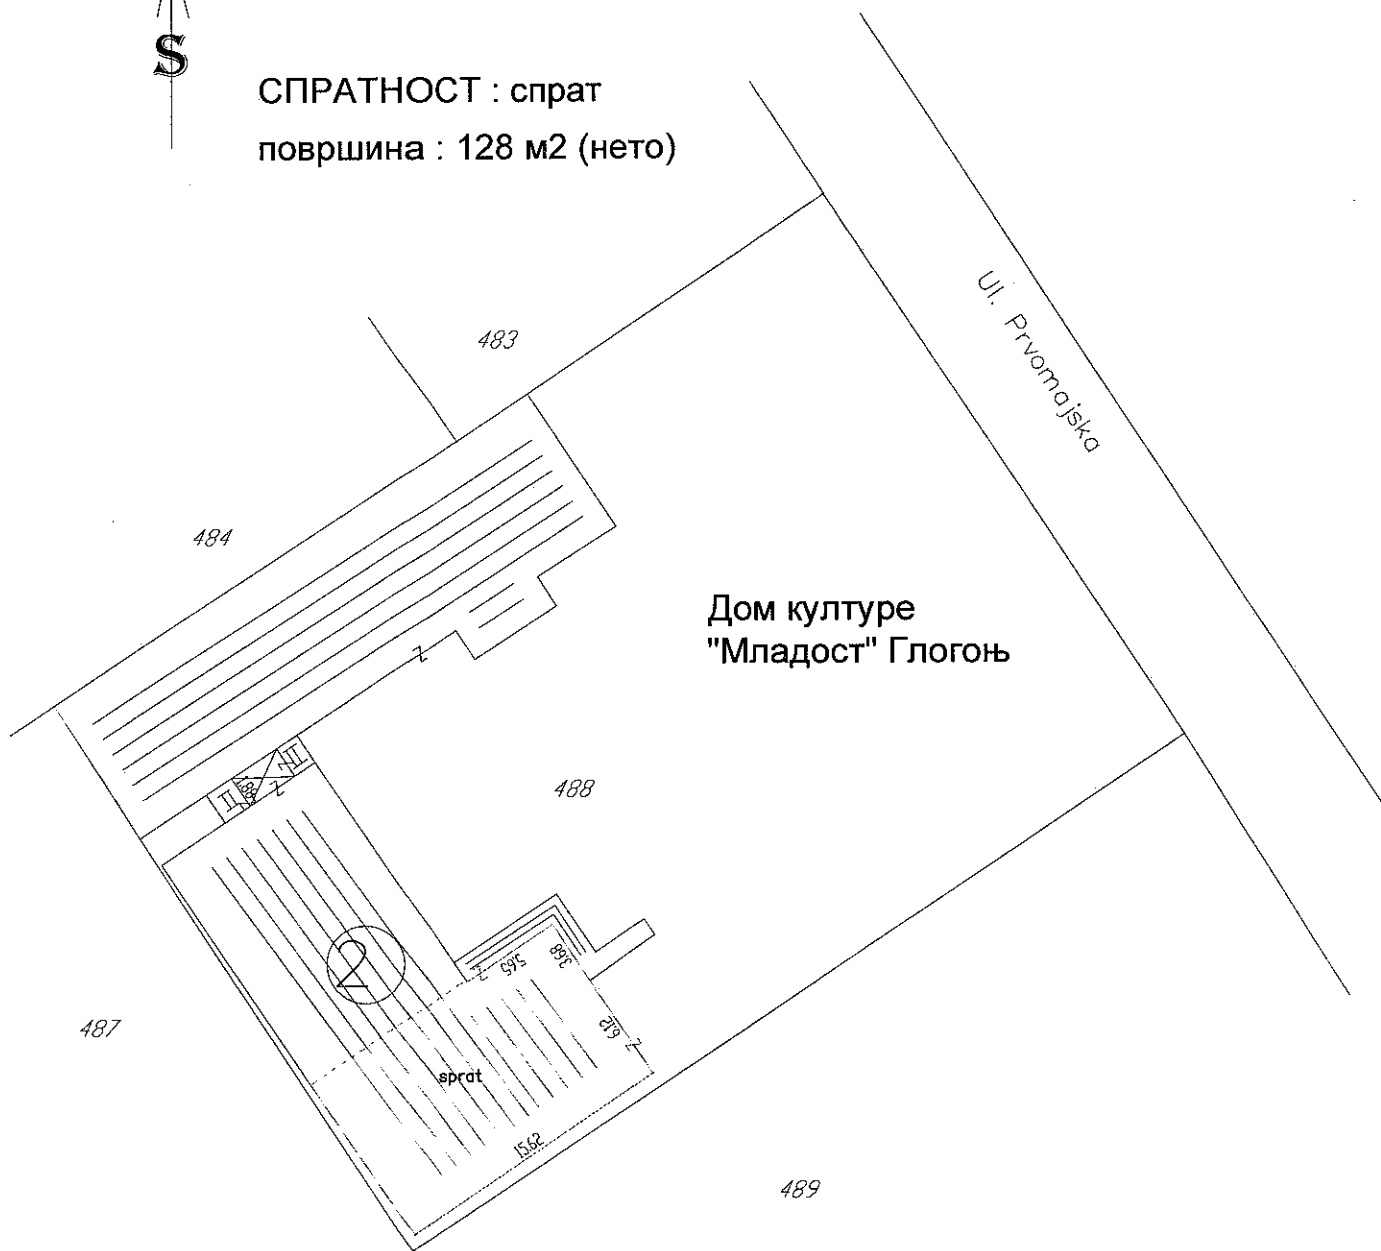 S
СПРАТНОСТ : спрат
површина : 128 м2 (нето)
Ul. Prvomajska
483
484
Дом културе
"Младост" Глогоњ
488
2
5.65
3.68
6.12
487
sprat
15.62
489